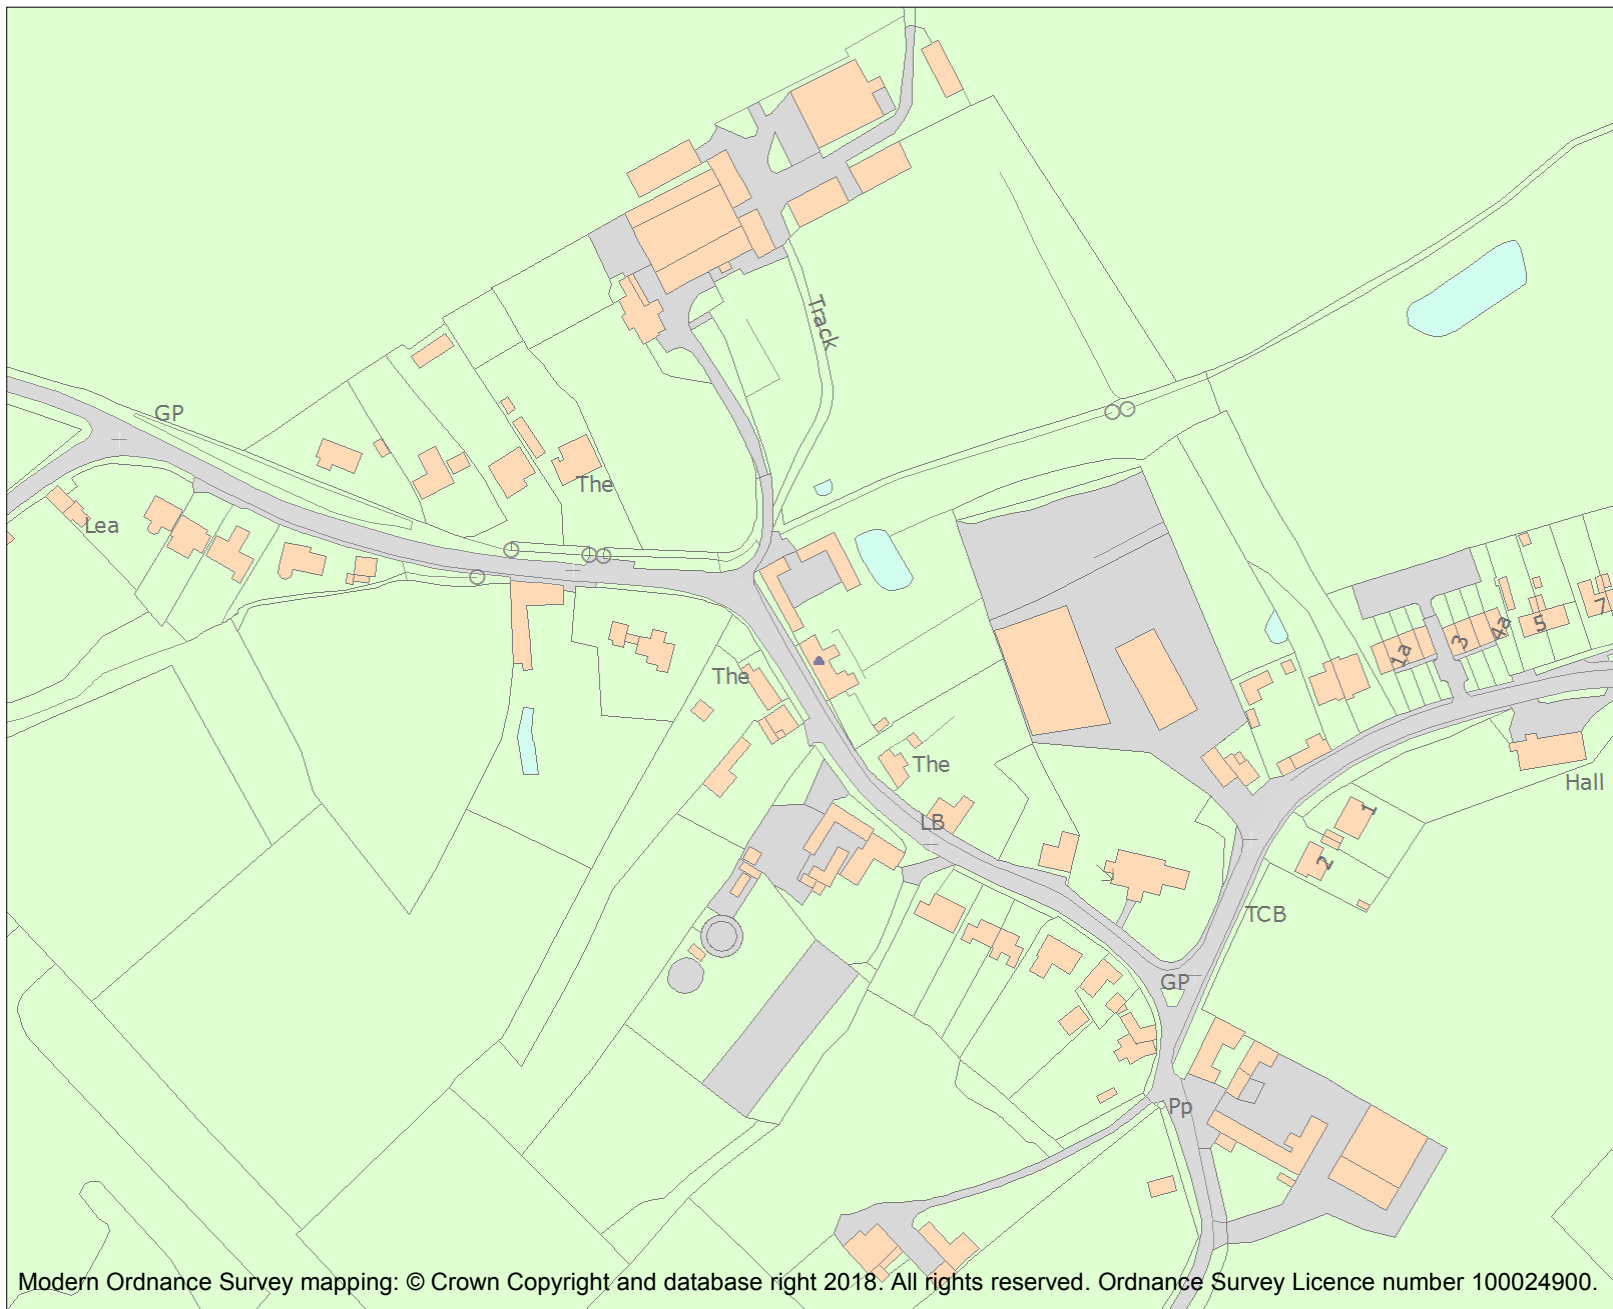 Track
GP
The
Lea
1a
3
4a
5
7
The
The
Hall
LB
1
2
TCB
GP
Pp
Modern Ordnance Survey mapping: © Crown Copyright and database right 2018. All rights reserved. Ordnance Survey Licence number 100024900.